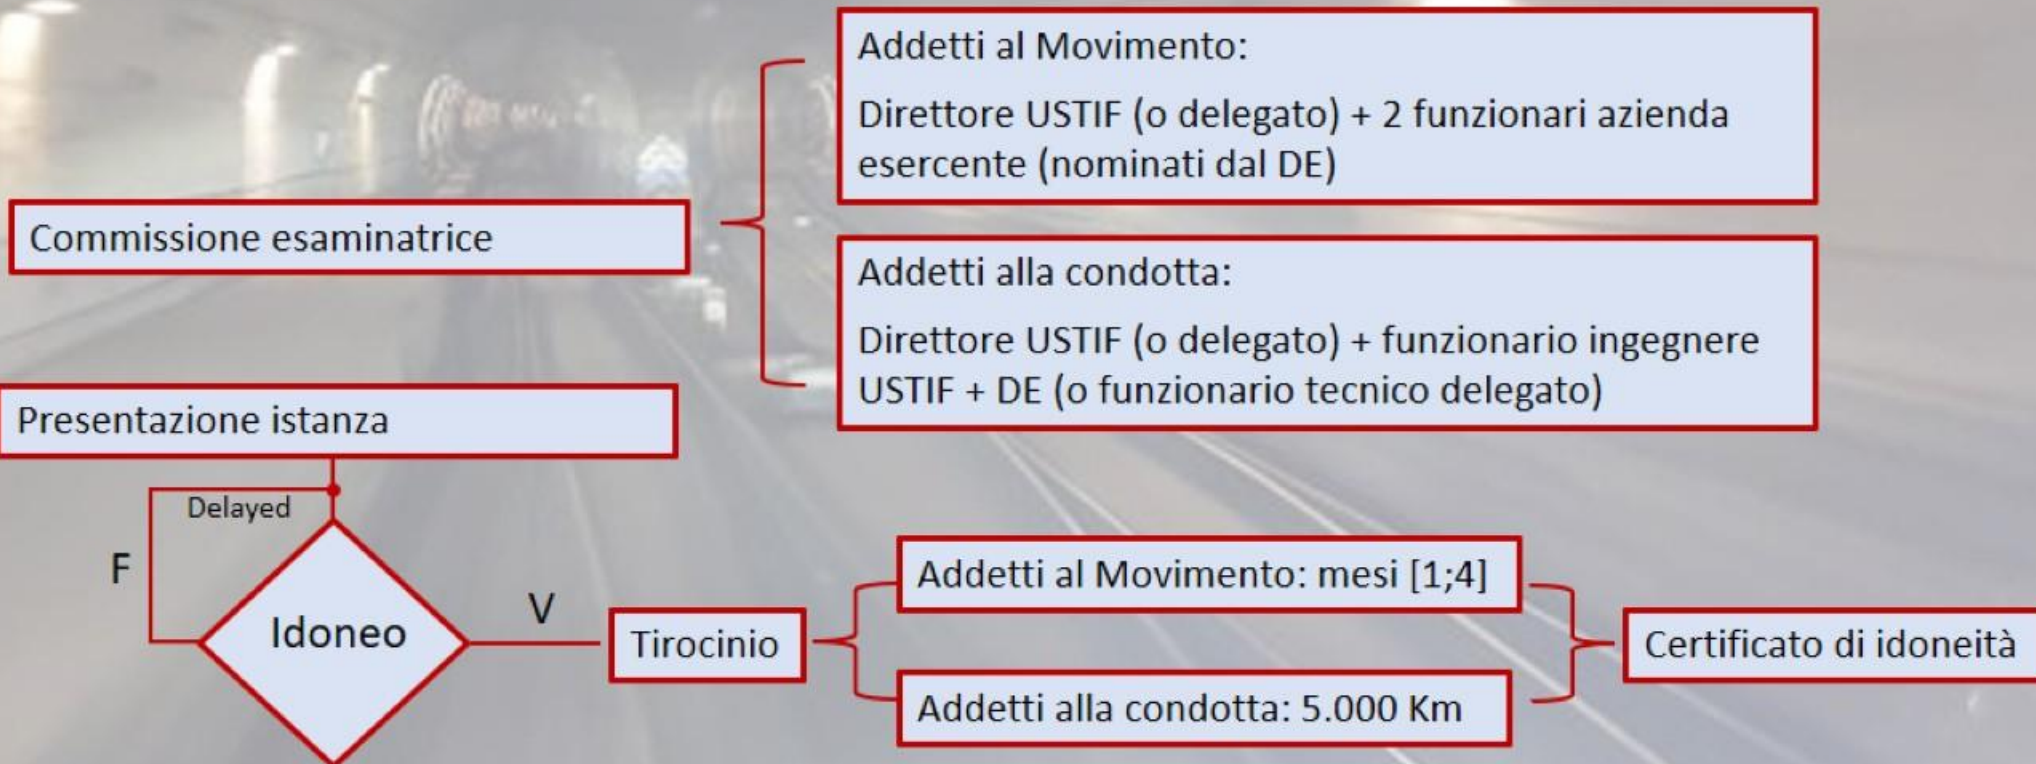 Addetti al Movimento:
Direttore USTIF (o delegato) + 2 funzionari azienda
esercente (nominati dal DE)
Commissione esaminatrice
Addetti alla condotta:
Direttore USTIF (o delegato) + funzionario ingegnere
USTIF + DE (o funzionario tecnico delegato)
Presentazione istanza
Delayed
F
Idoneo
V
Tirocinio
Addetti al Movimento: mesi [1;4]
Addetti alla condotta: 5.000 Km
Certificato di idoneità